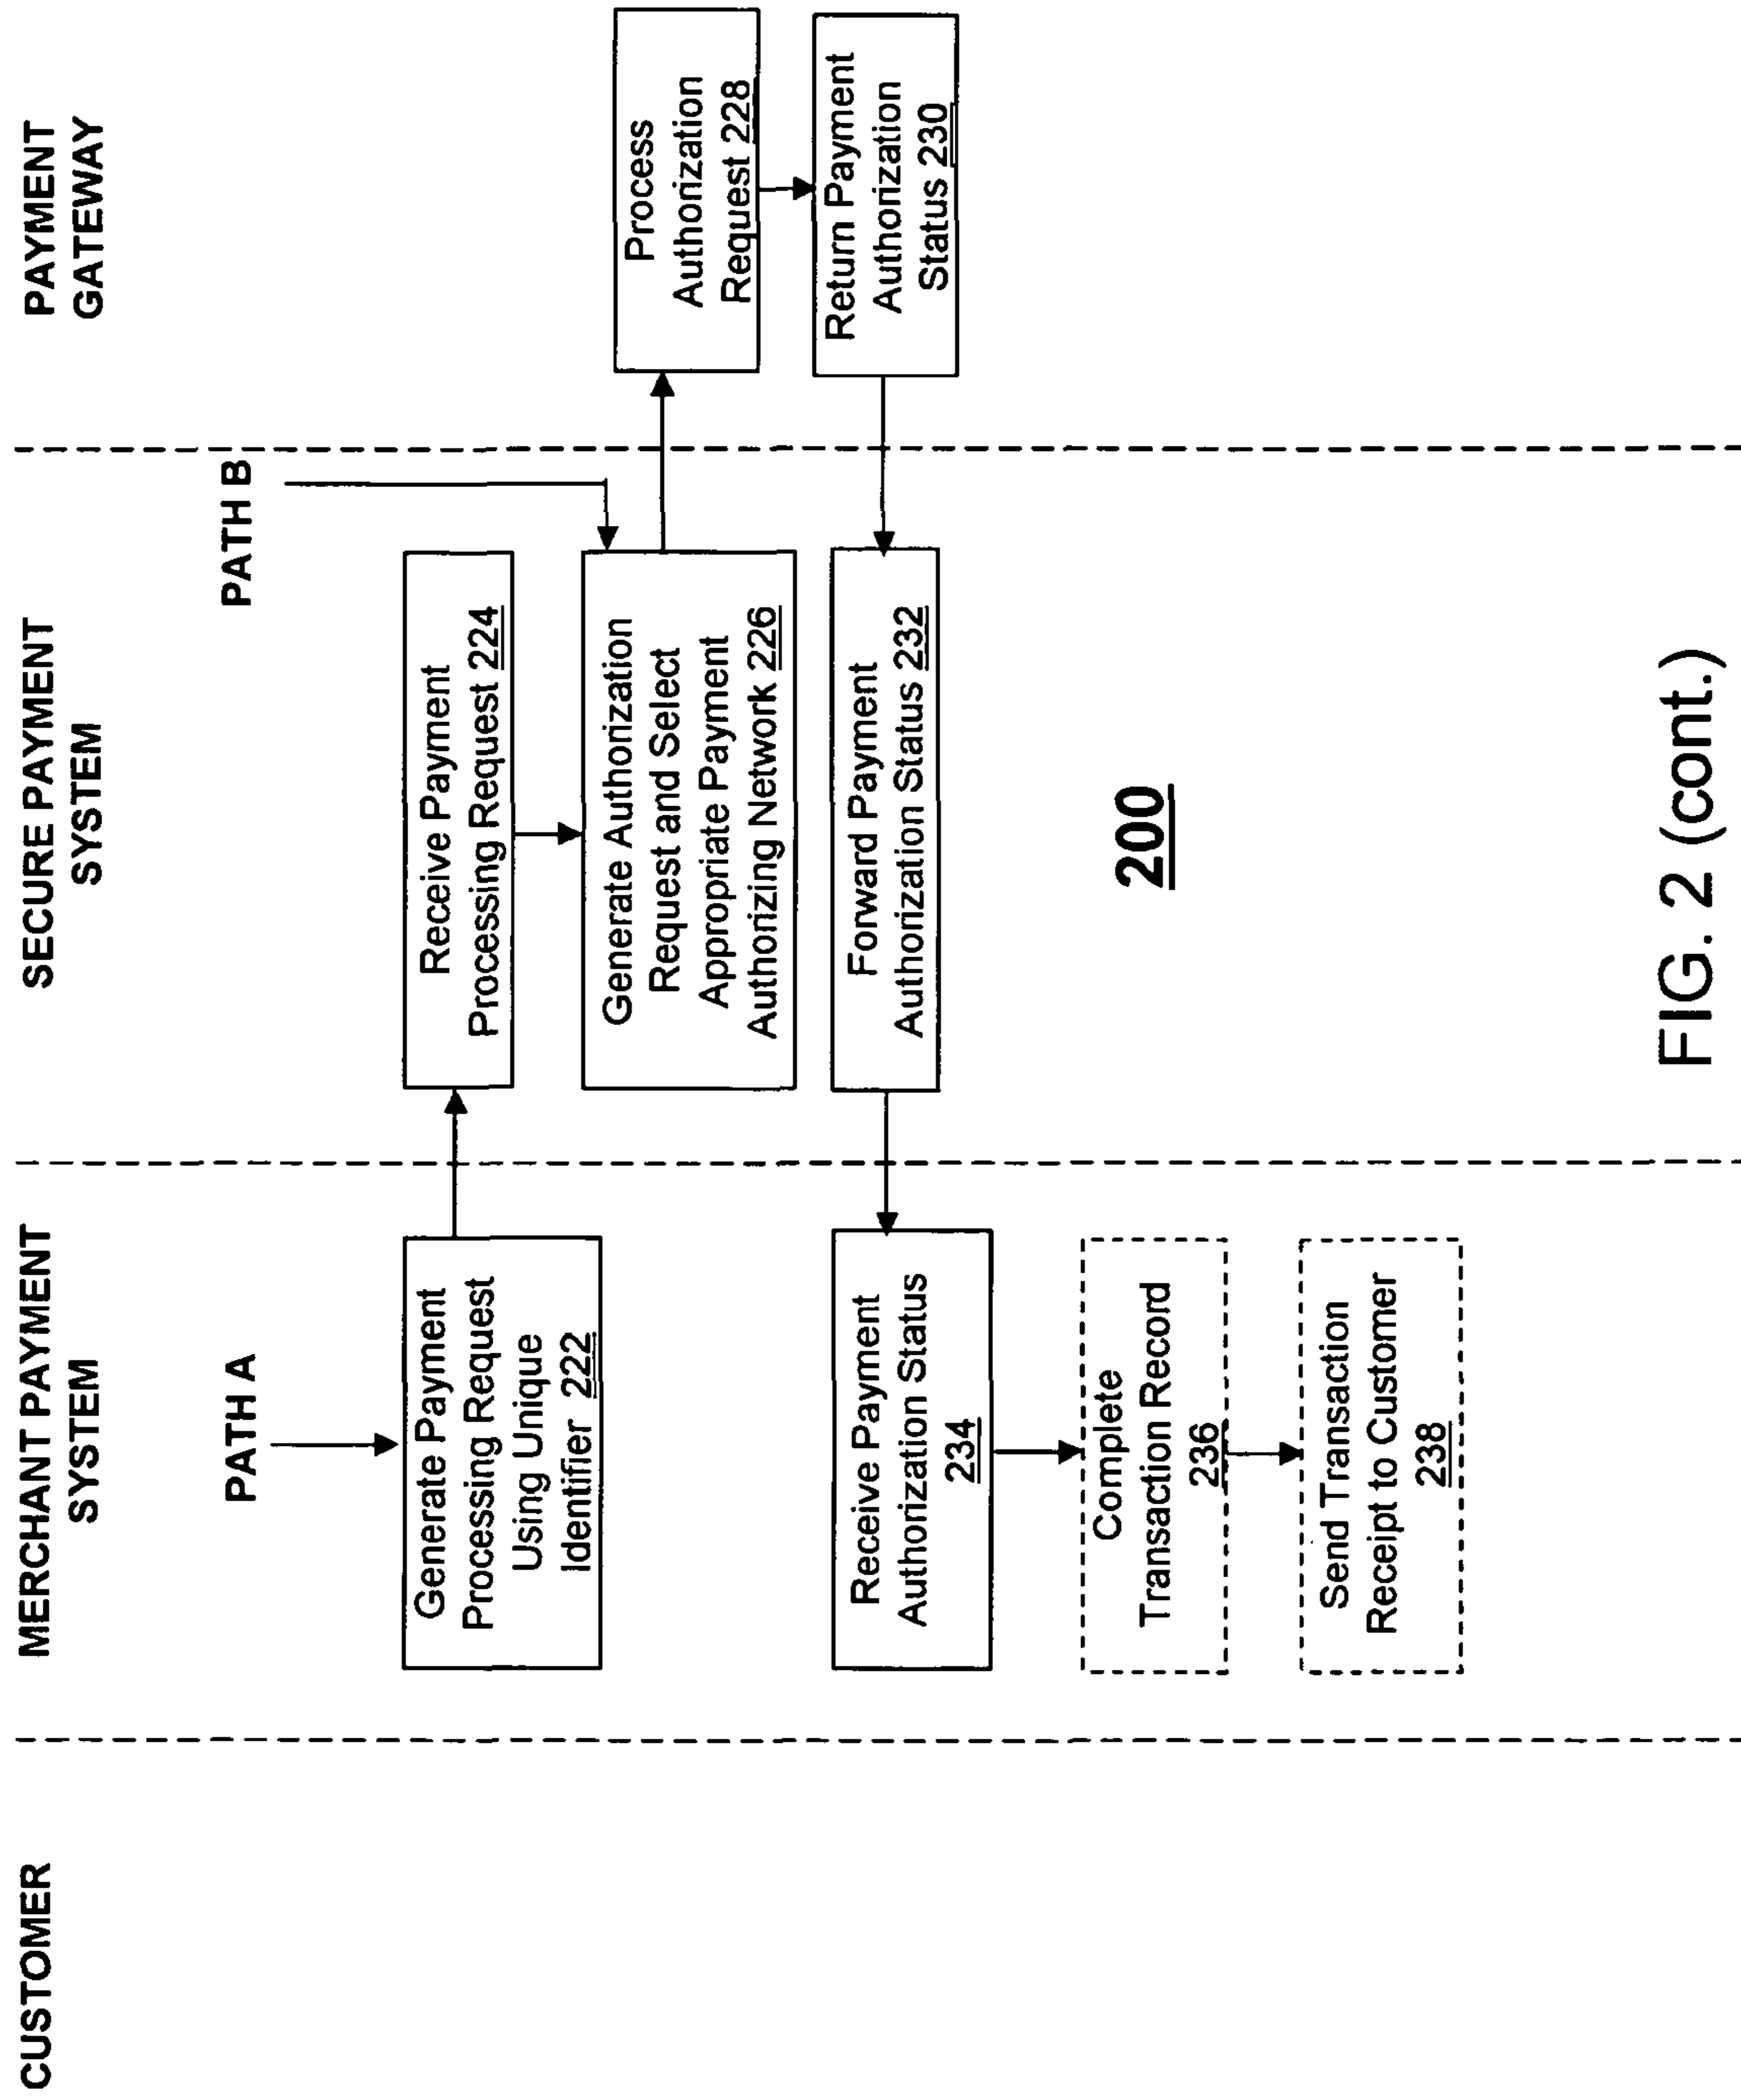 CUSTOMER
MERCHANT PAYMENT
SYSTEM
SECURE PAYMENT
SYSTEM
PAYMENT
GATEWAY
PATH A
PATH B
Generate Payment
Processing Request
Using Unique
Identifier 222
Receive Payment
Processing Request 224
Generate Authorization
Request and Select
Appropriate Payment
Authorizing Network 226
Process
Authorization
Request 228
Return Payment
Authorization
Status 230
Forward Payment
Authorization Status 232
Receive Payment
Authorization Status
234
Complete
Transaction Record
236
Send Transaction
Receipt to Customer
238
200
FIG. 2 (cont.)